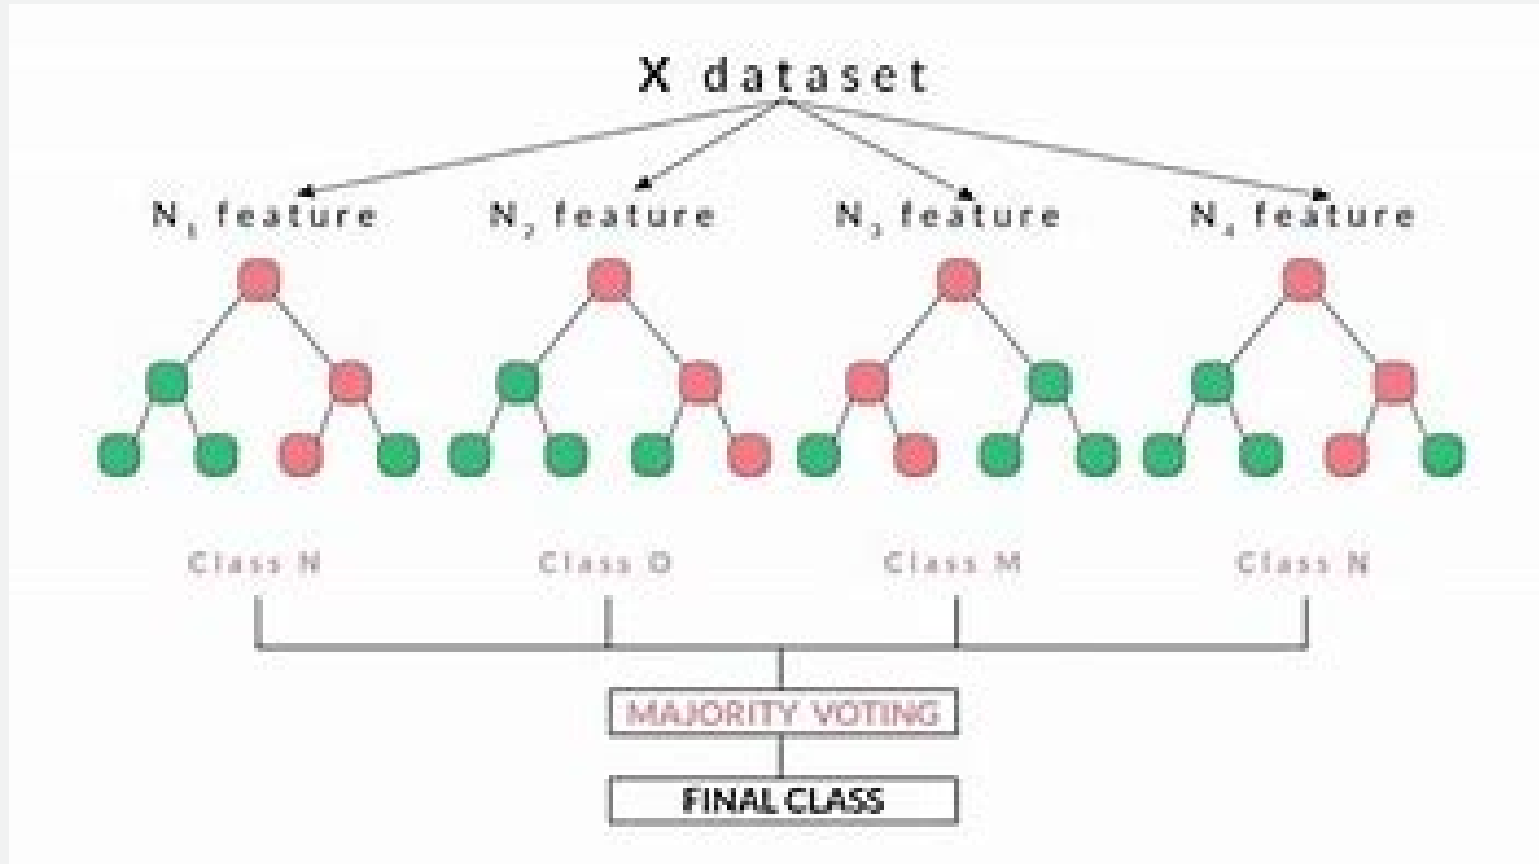 X dataset
N₁ feature N₂ feature N₃ feature N₄ feature
Class N Class O Class M Class N
MAJORITY VOTING
FINAL CLASS